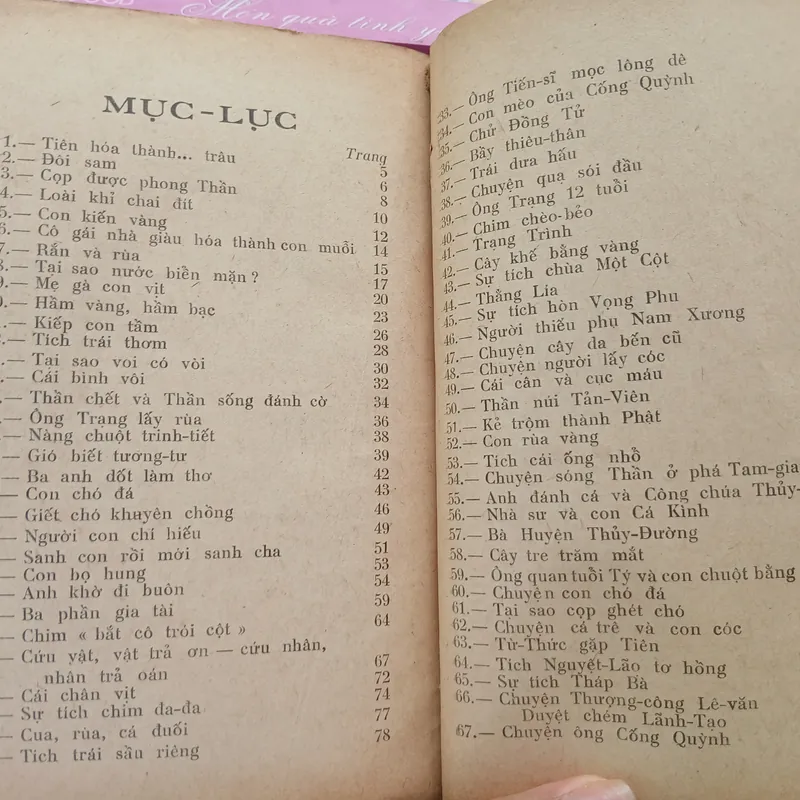 Món quà tình y
MỤC-LỤC
Trang
1.— Tiên hóa thành... trâu 5
2.— Đôi sam 6
3.— Cọp được phong Thần 8
4.— Loài khỉ chai đít 10
5.— Con kiến vàng 12
6.— Cô gái nhà giàu hóa thành con muỗi 14
7.— Rắn và rùa 15
8.— Tại sao nước biển mặn ? 17
9.— Mẹ gà con vịt 20
0.— Hầm vàng, hầm bạc 23
.— Kiếp con tằm 26
.— Tích trái thơm 28
.— Tại sao voi có vòi 30
.— Cái bình vôi 32
.— Thần chết và Thần sống đánh cờ 34
.— Ông Trạng lấy rùa 36
.— Nàng chuột trinh-tiết 38
.— Gió biết tương-tư 39
— Ba anh dốt làm thơ 42
— Con chó đá 43
— Giết chó khuyên chồng 46
— Người con chí hiếu 49
— Sanh con rồi mới sanh cha 51
— Con bọ hung 53
— Anh khờ đi buôn 54
— Ba phần gia tài 59
— Chim « bắt cô trói cột » 64
— Cứu vật, vật trả ơn — cứu nhân,
nhân trả oán 67
— Cái chân vịt 72
— Sự tích chim da-đa 74
— Cua, rùa, cá đuối 77
— Tích trái sầu riêng 78
33.— Ông Tiến-sĩ mọc lông dê
34.— Con mèo của Cống Quỳnh
35.— Chử Đồng Tử
36.— Bầy thiêu-thân
37.— Trái dưa hấu
38.— Chuyện quạ sói đầu
39.— Ông Trạng 12 tuổi
40.— Chim chèo-bẻo
41.— Trạng Trình
42.— Cây khế bằng vàng
43.— Sự tích chùa Một Cột
44.— Thằng Lía
45.— Sự tích hòn Vọng Phu
46.— Người thiếu phụ Nam Xương
47.— Chuyện cây đa bến cũ
48.— Chuyện người lấy cóc
49.— Cái cân và cục máu
50.— Thần núi Tản-Viên
51.— Kẻ trộm thành Phật
52.— Con rùa vàng
53.— Tích cái ống nhổ
54.— Chuyện sóng Thần ở phá Tam-gia
55.— Anh đánh cá và Công chúa Thủy-
56.— Nhà sư và con Cá Kình
57.— Bà Huyện Thủy-Đường
58.— Cây tre trăm mắt
59.— Ông quan tuổi Tý và con chuột bằng
60.— Chuyện con chó đá
61.— Tại sao cọp ghét chó
62.— Chuyện cá trê và con cóc
63.— Từ-Thức gặp Tiên
64.— Tích Nguyệt-Lão tơ hồng
65.— Sự tích Tháp Bà
66.— Chuyện Thượng-công Lê-văn
Duyệt chém Lãnh-Tạo
67.— Chuyện ông Cống Quỳnh